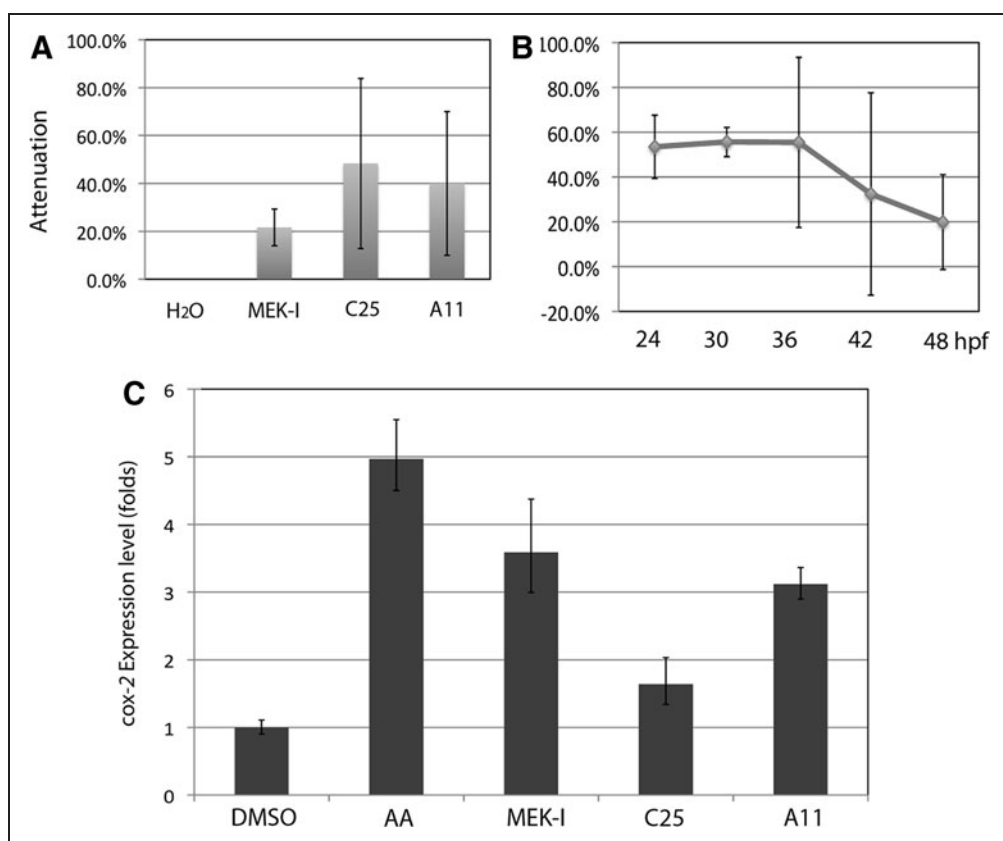 A
100.0%
80.0%
60.0%
40.0%
20.0%
0.0%
Attenuation
H2O MEK-I C25 A11
B
100.0%
80.0%
60.0%
40.0%
20.0%
0.0%
-20.0%
24 30 36 42 48 hpf
C
6
5
4
3
2
1
0
cox-2 Expression level (folds)
DMSO AA MEK-I C25 A11